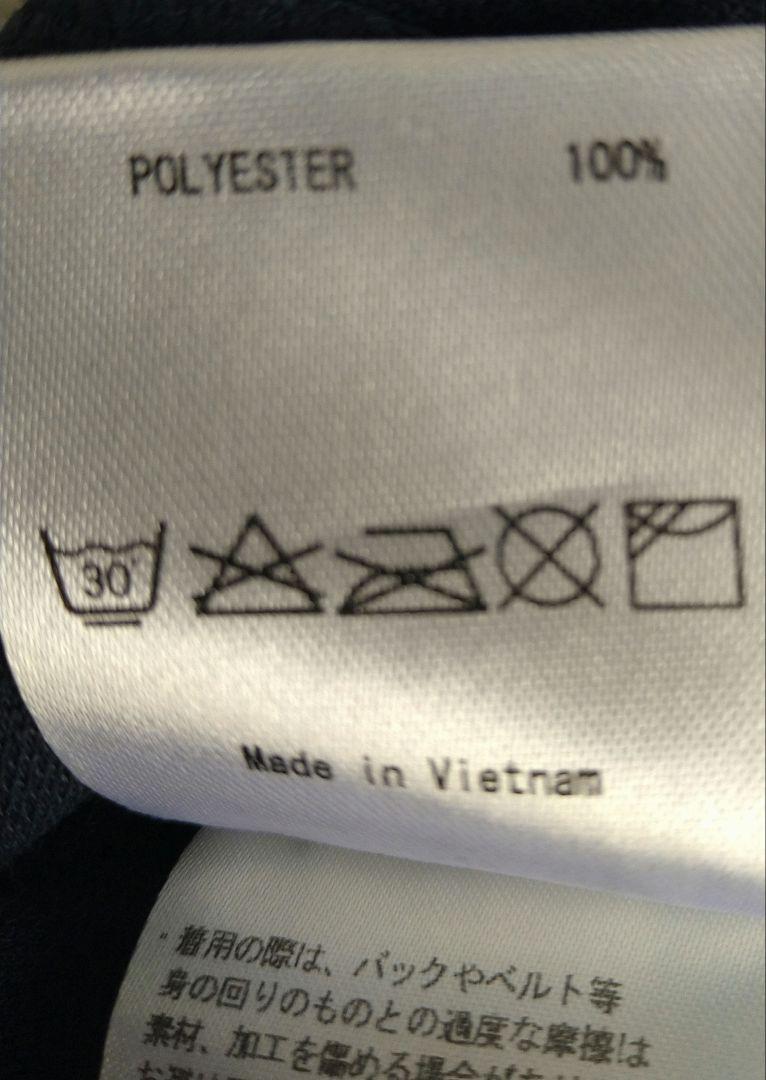 POLYESTER 100%
30°
Made in Vietnam
・着用の際は、バックやベルト等
身の回りのものとの過度な摩擦は
素材、加工を傷める場合があ